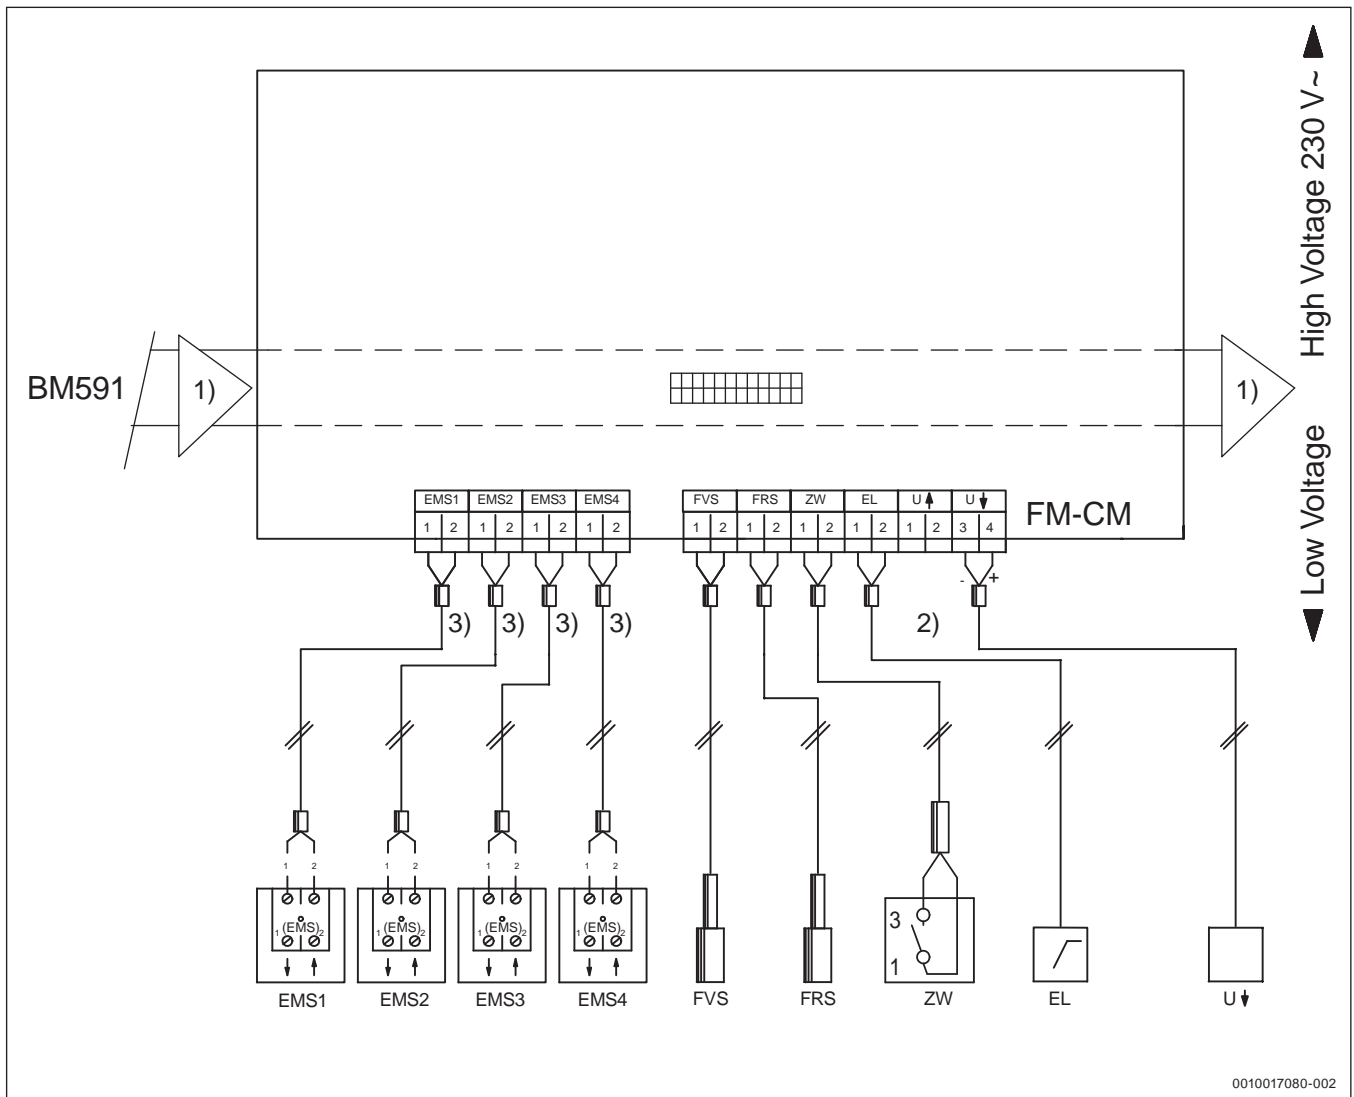 High Voltage 230 V~
Low Voltage
BM591
1)
1)
EMS1 EMS2 EMS3 EMS4
1 2 1 2 1 2 1 2
FVS FRS ZW EL U U
1 2 1 2 1 2 1 2 1 2 3 4
FM-CM
- +
3) 3) 3) 3)
2)
1 2 1 2 1 2 1 2
1 (EMS) 2
1 (EMS) 2
1 (EMS) 2
1 (EMS) 2
3
1
EMS1 EMS2 EMS3 EMS4 FVS FRS ZW EL U
0010017080-002